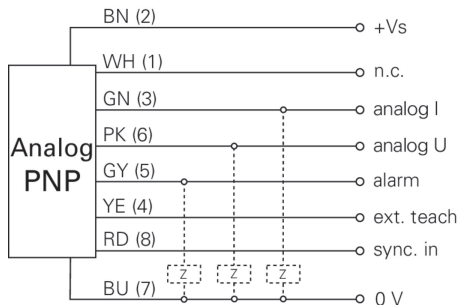 BN (2) +Vs
WH (1) n.c.
GN (3) analog I
PK (6) analog U
Analog
PNP
GY (5) alarm
YE (4) ext. teach
RD (8) sync. in
Z Z Z
BU (7) 0 V